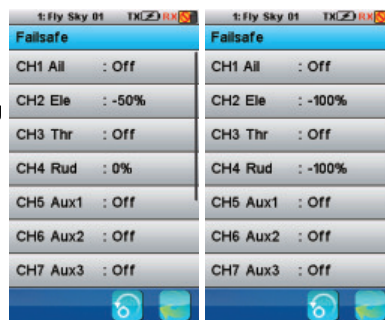 1: Fly Sky 01 TX RX
Failsafe
CH1 Ail : Off
CH2 Ele : -50%
CH3 Thr : Off
CH4 Rud : 0%
CH5 Aux1 : Off
CH6 Aux2 : Off
CH7 Aux3 : Off
1: Fly Sky 01 TX RX
Failsafe
CH1 Ail : Off
CH2 Ele : -100%
CH3 Thr : Off
CH4 Rud : -100%
CH5 Aux1 : Off
CH6 Aux2 : Off
CH7 Aux3 : Off